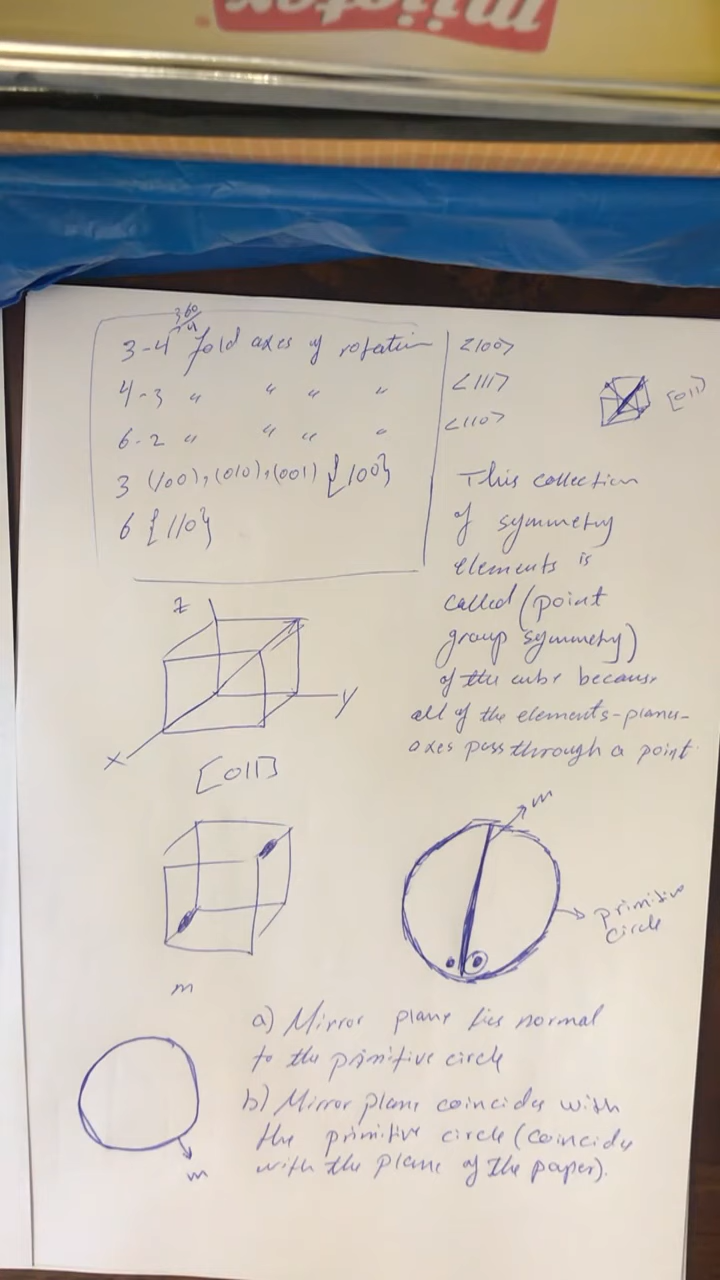 mister
360/4
3-4 fold axes of rotation <100>
4-3 " " " " <111>
6-2 " " " " <110>
3 (100), (010), (001) {100}
6 {110}
[011]
This collection
of symmetry
elements is
called (point
group symmetry)
of the cube because
all of the elements-planes-
axes pass through a point.
z
y
x
[011]
m
primitive
circle
m
a) Mirror plane lies normal
to the primitive circle
b) Mirror plane coincides with
the primitive circle (coincides
with the plane of the paper).
m